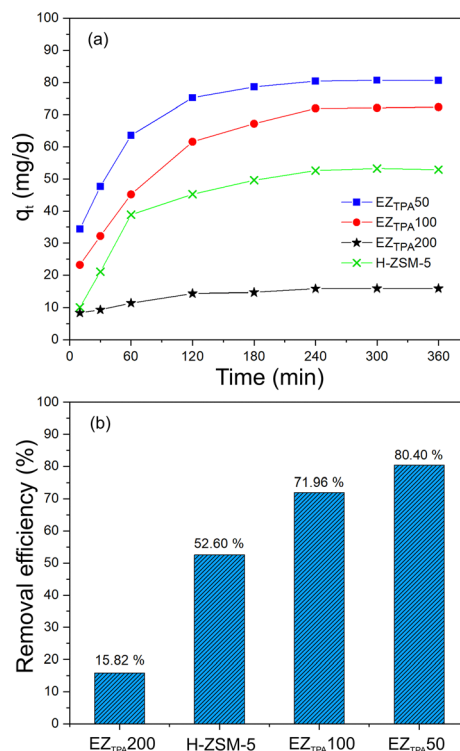 (a)
100
90
80
70
60
50
40
30
20
10
0
qt (mg/g)
EZTPA50
EZTPA100
EZTPA200
H-ZSM-5
0 60 120 180 240 300 360
Time (min)
(b)
100
90
80
70
60
50
40
30
20
10
0
Removal efficiency (%)
15.82 %
52.60 %
71.96 %
80.40 %
EZTPA200 H-ZSM-5 EZTPA100 EZTPA50